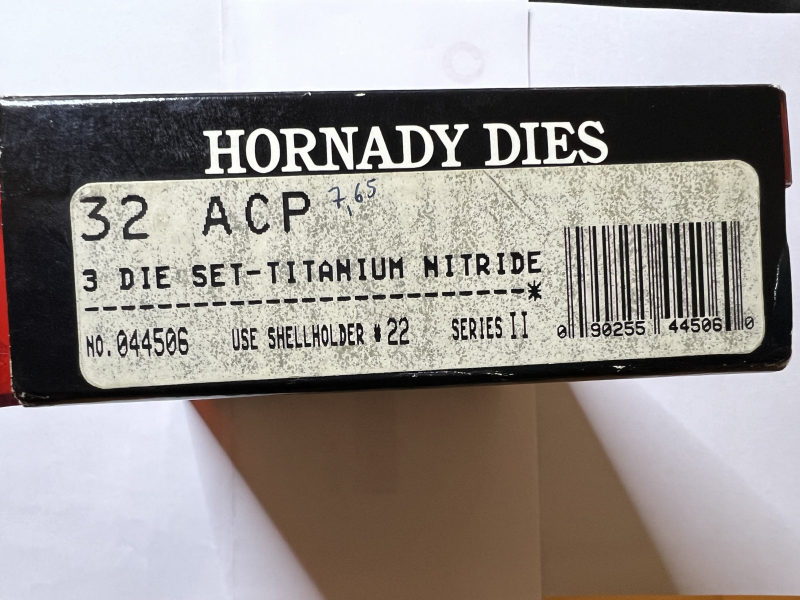 HORNADY DIES
32 ACP 7,65
3 DIE SET-TITANIUM NITRIDE
------------------------*
NO. 044506 USE SHELLHOLDER # 22 SERIES II
0 90255 44506 0